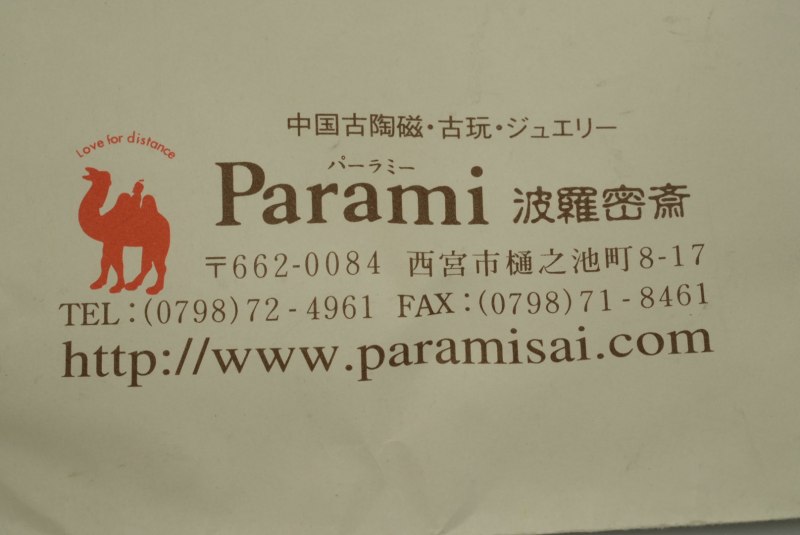 中国古陶磁・古玩・ジュエリー
Love for distance
パーラミー
Parami 波羅密斎
〒662-0084 西宮市樋之池町8-17
TEL:(0798)72-4961 FAX:(0798)71-8461
http://www.paramisai.com